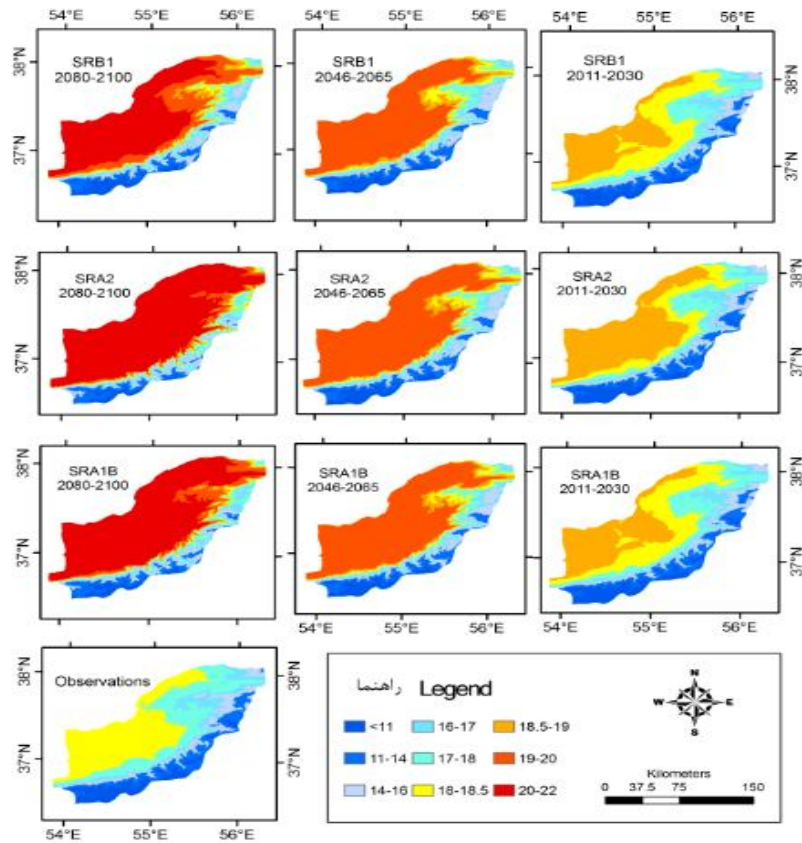 54°E 55°E 56°E
54°E 55°E 56°E
38°N
37°N
SRB1
2080-2100
SRB1
2046-2065
SRB1
2011-2030
38°N
37°N
54°E 55°E 56°E
38°N
37°N
SRA2
2080-2100
SRA2
2046-2065
SRA2
2011-2030
38°N
37°N
38°N
37°N
SRA1B
2080-2100
SRA1B
2046-2065
SRA1B
2011-2030
38°N
37°N
54°E 55°E 56°E
54°E 55°E 56°E
38°N
37°N
Observations
38°N
37°N
54°E 55°E 56°E
راهنما Legend
<11
11-14
14-16
16-17
17-18
18-18.5
18.5-19
19-20
20-22
N
W E
S
Kilometers
0 37.5 75 150